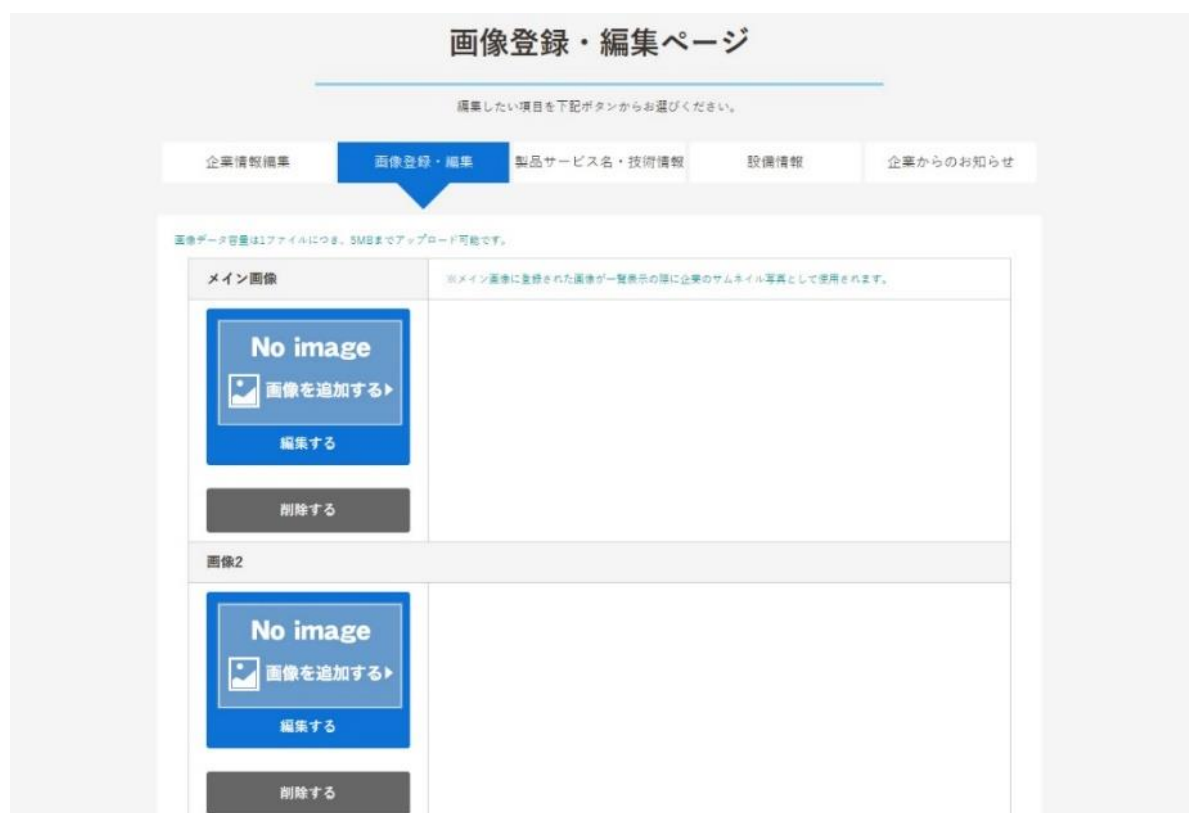 画像登録・編集ページ
編集したい項目を下記ボタンからお選びください。
企業情報編集
画像登録・編集
製品サービス名・技術情報
設備情報
企業からのお知らせ
画像データ容量は1ファイルにつき、5MBまでアップロード可能です。
メイン画像
※メイン画像に登録された画像が一覧表示の際に企業のサムネイル写真として使用されます。
No image
画像を追加する
編集する
削除する
画像2
No image
画像を追加する
編集する
削除する